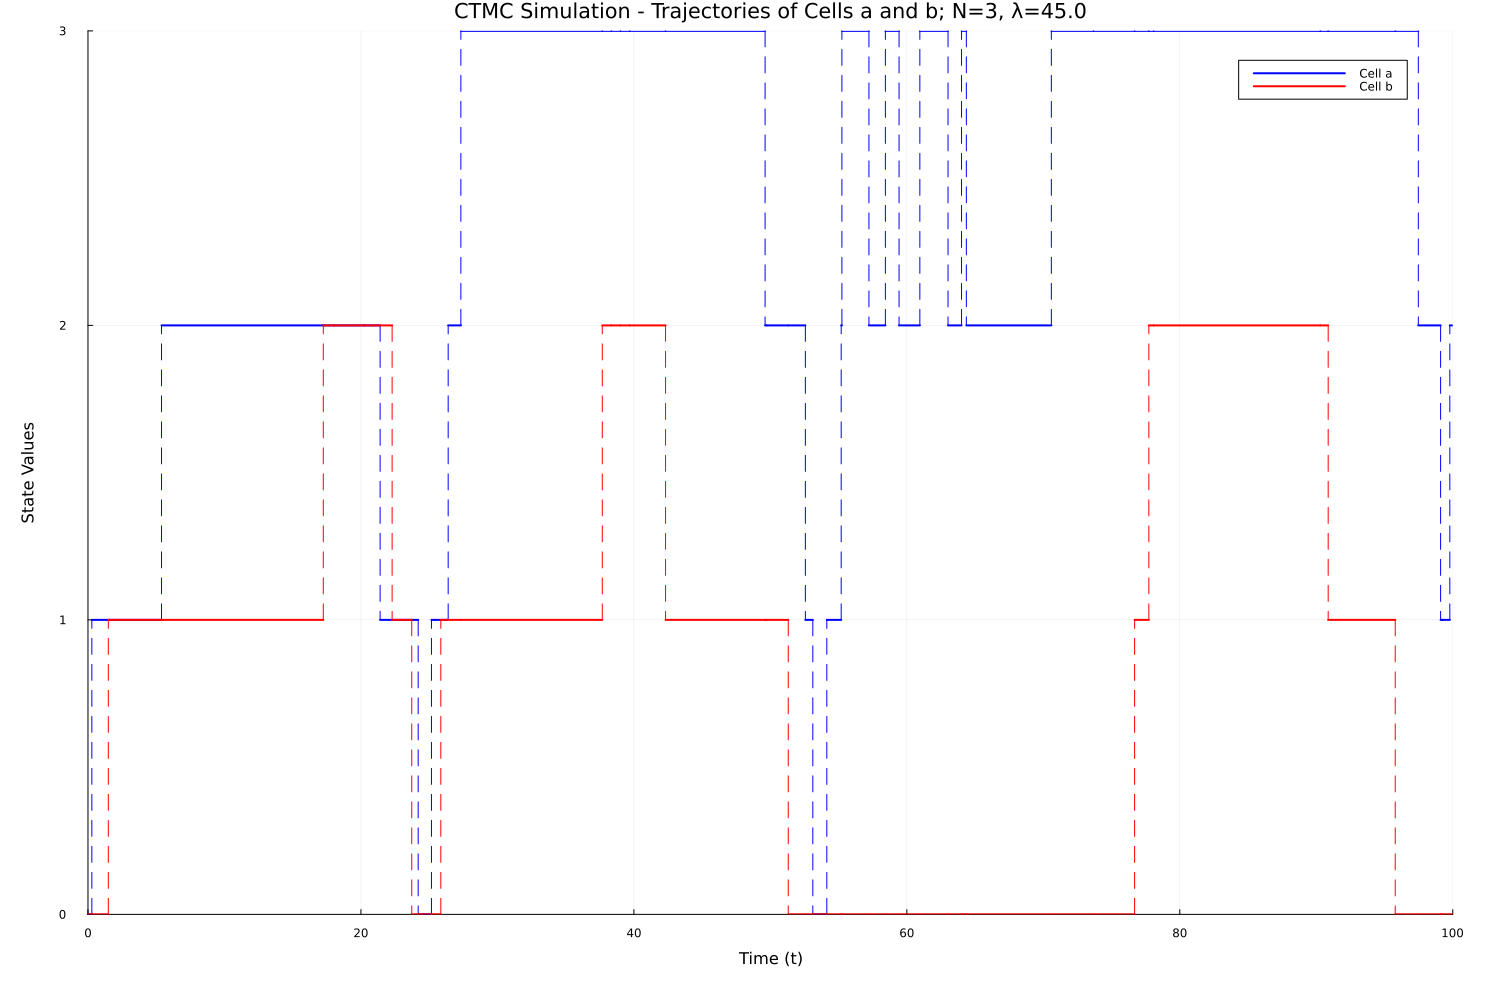 CTMC Simulation - Trajectories of Cells a and b; N=3, λ=45.0
3
Cell a
Cell b
2
State Values
1
0
0 20 40 60 80 100
Time (t)